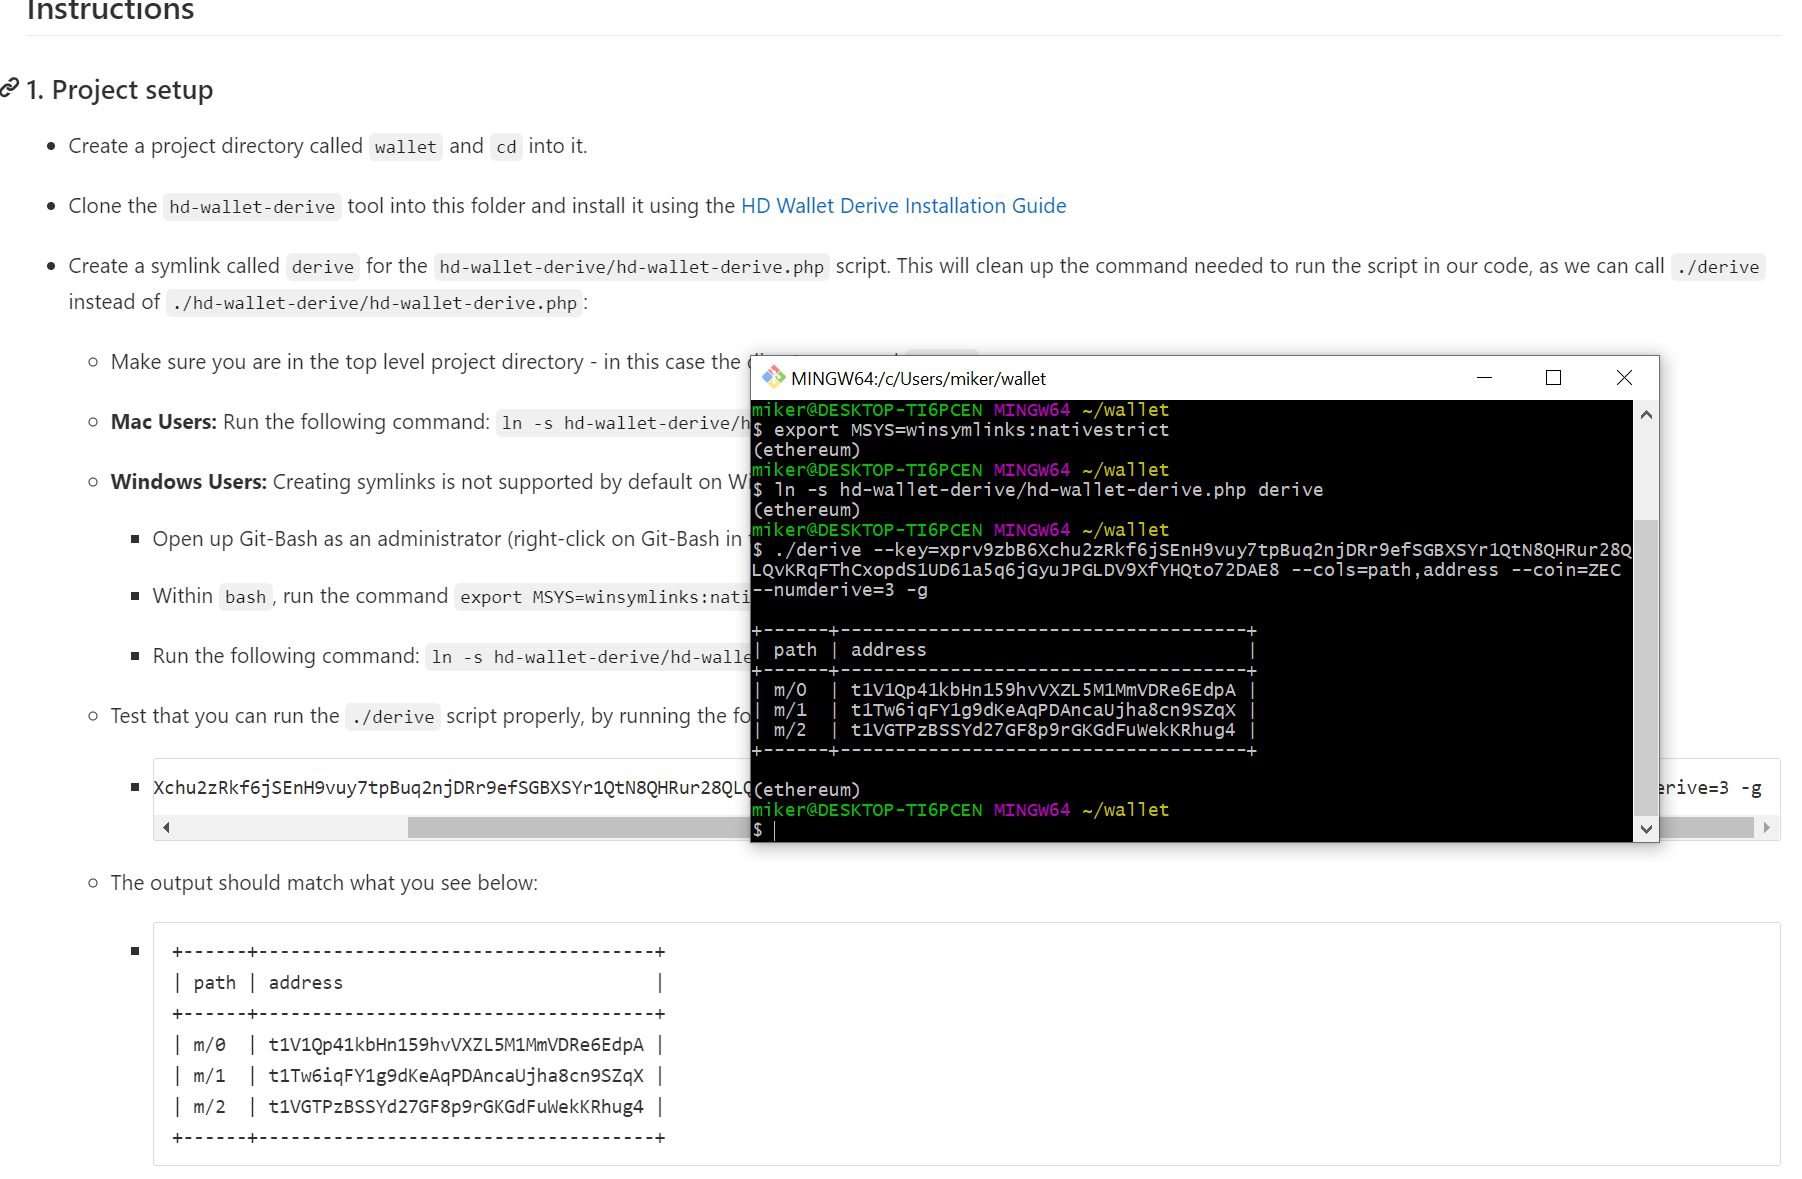 Instructions
1. Project setup
• Create a project directory called wallet and cd into it.
• Clone the hd-wallet-derive tool into this folder and install it using the HD Wallet Derive Installation Guide
• Create a symlink called derive for the hd-wallet-derive/hd-wallet-derive.php script. This will clean up the command needed to run the script in our code, as we can call ./derive
instead of ./hd-wallet-derive/hd-wallet-derive.php:
Make sure you are in the top level project directory - in this case the
Mac Users: Run the following command: ln -s hd-wallet-derive/h
Windows Users: Creating symlinks is not supported by default on Wi
Open up Git-Bash as an administrator (right-click on Git-Bash in
Within bash, run the command export MSYS=winsymlinks:nati
Run the following command: ln -s hd-wallet-derive/hd-walle
Test that you can run the ./derive script properly, by running the fo
Xchu2zRkf6jSEnH9vuy7tpBuq2njDRr9efSGBXSYr1QtN8QHRur28QLQ
erive=3 -g
The output should match what you see below:
+------+-------------------------------------+
| path | address                             |
+------+-------------------------------------+
| m/0  | t1V1Qp41kbHn159hvVXZL5M1MmVDRe6EdpA |
| m/1  | t1Tw6iqFY1g9dKeAqPDAncaUjha8cn9SZqX |
| m/2  | t1VGTPzBSSYd27GF8p9rGKGdFuWekKRhug4 |
+------+-------------------------------------+
MINGW64:/c/Users/miker/wallet
miker@DESKTOP-TI6PCEN MINGW64 ~/wallet
$ export MSYS=winsymlinks:nativestrict
(ethereum)
miker@DESKTOP-TI6PCEN MINGW64 ~/wallet
$ ln -s hd-wallet-derive/hd-wallet-derive.php derive
(ethereum)
miker@DESKTOP-TI6PCEN MINGW64 ~/wallet
$ ./derive --key=xprv9zbB6Xchu2zRkf6jSEnH9vuy7tpBuq2njDRr9efSGBXSYr1QtN8QHRur28Q
LQvKRqFThCxopdS1UD61a5q6jGyuJPGLDV9XfYHQto72DAE8 --cols=path,address --coin=ZEC
--numderive=3 -g
+------+-------------------------------------+
| path | address                             |
+------+-------------------------------------+
| m/0  | t1V1Qp41kbHn159hvVXZL5M1MmVDRe6EdpA |
| m/1  | t1Tw6iqFY1g9dKeAqPDAncaUjha8cn9SZqX |
| m/2  | t1VGTPzBSSYd27GF8p9rGKGdFuWekKRhug4 |
+------+-------------------------------------+
(ethereum)
miker@DESKTOP-TI6PCEN MINGW64 ~/wallet
$